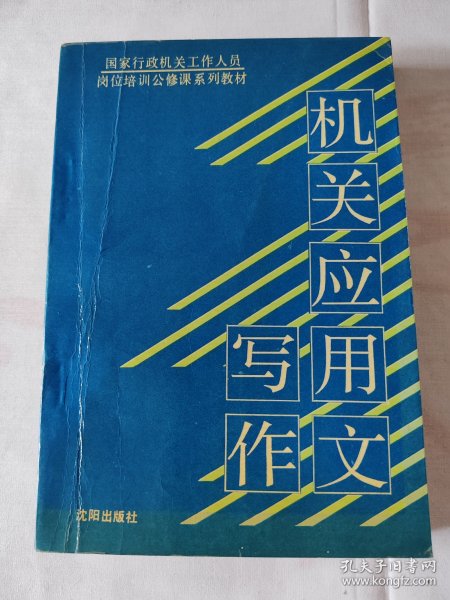 国家行政机关工作人员
岗位培训公修课系列教材
机关应用文
写作
沈阳出版社
孔夫子旧书网
www.kongfz.com